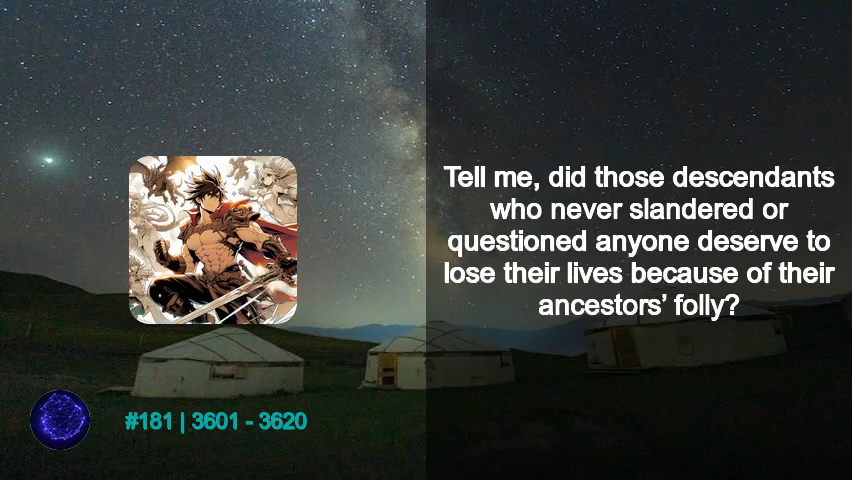 Tell me, did those descendants
who never slandered or
questioned anyone deserve to
lose their lives because of their
ancestors’ folly?
#181 | 3601 - 3620